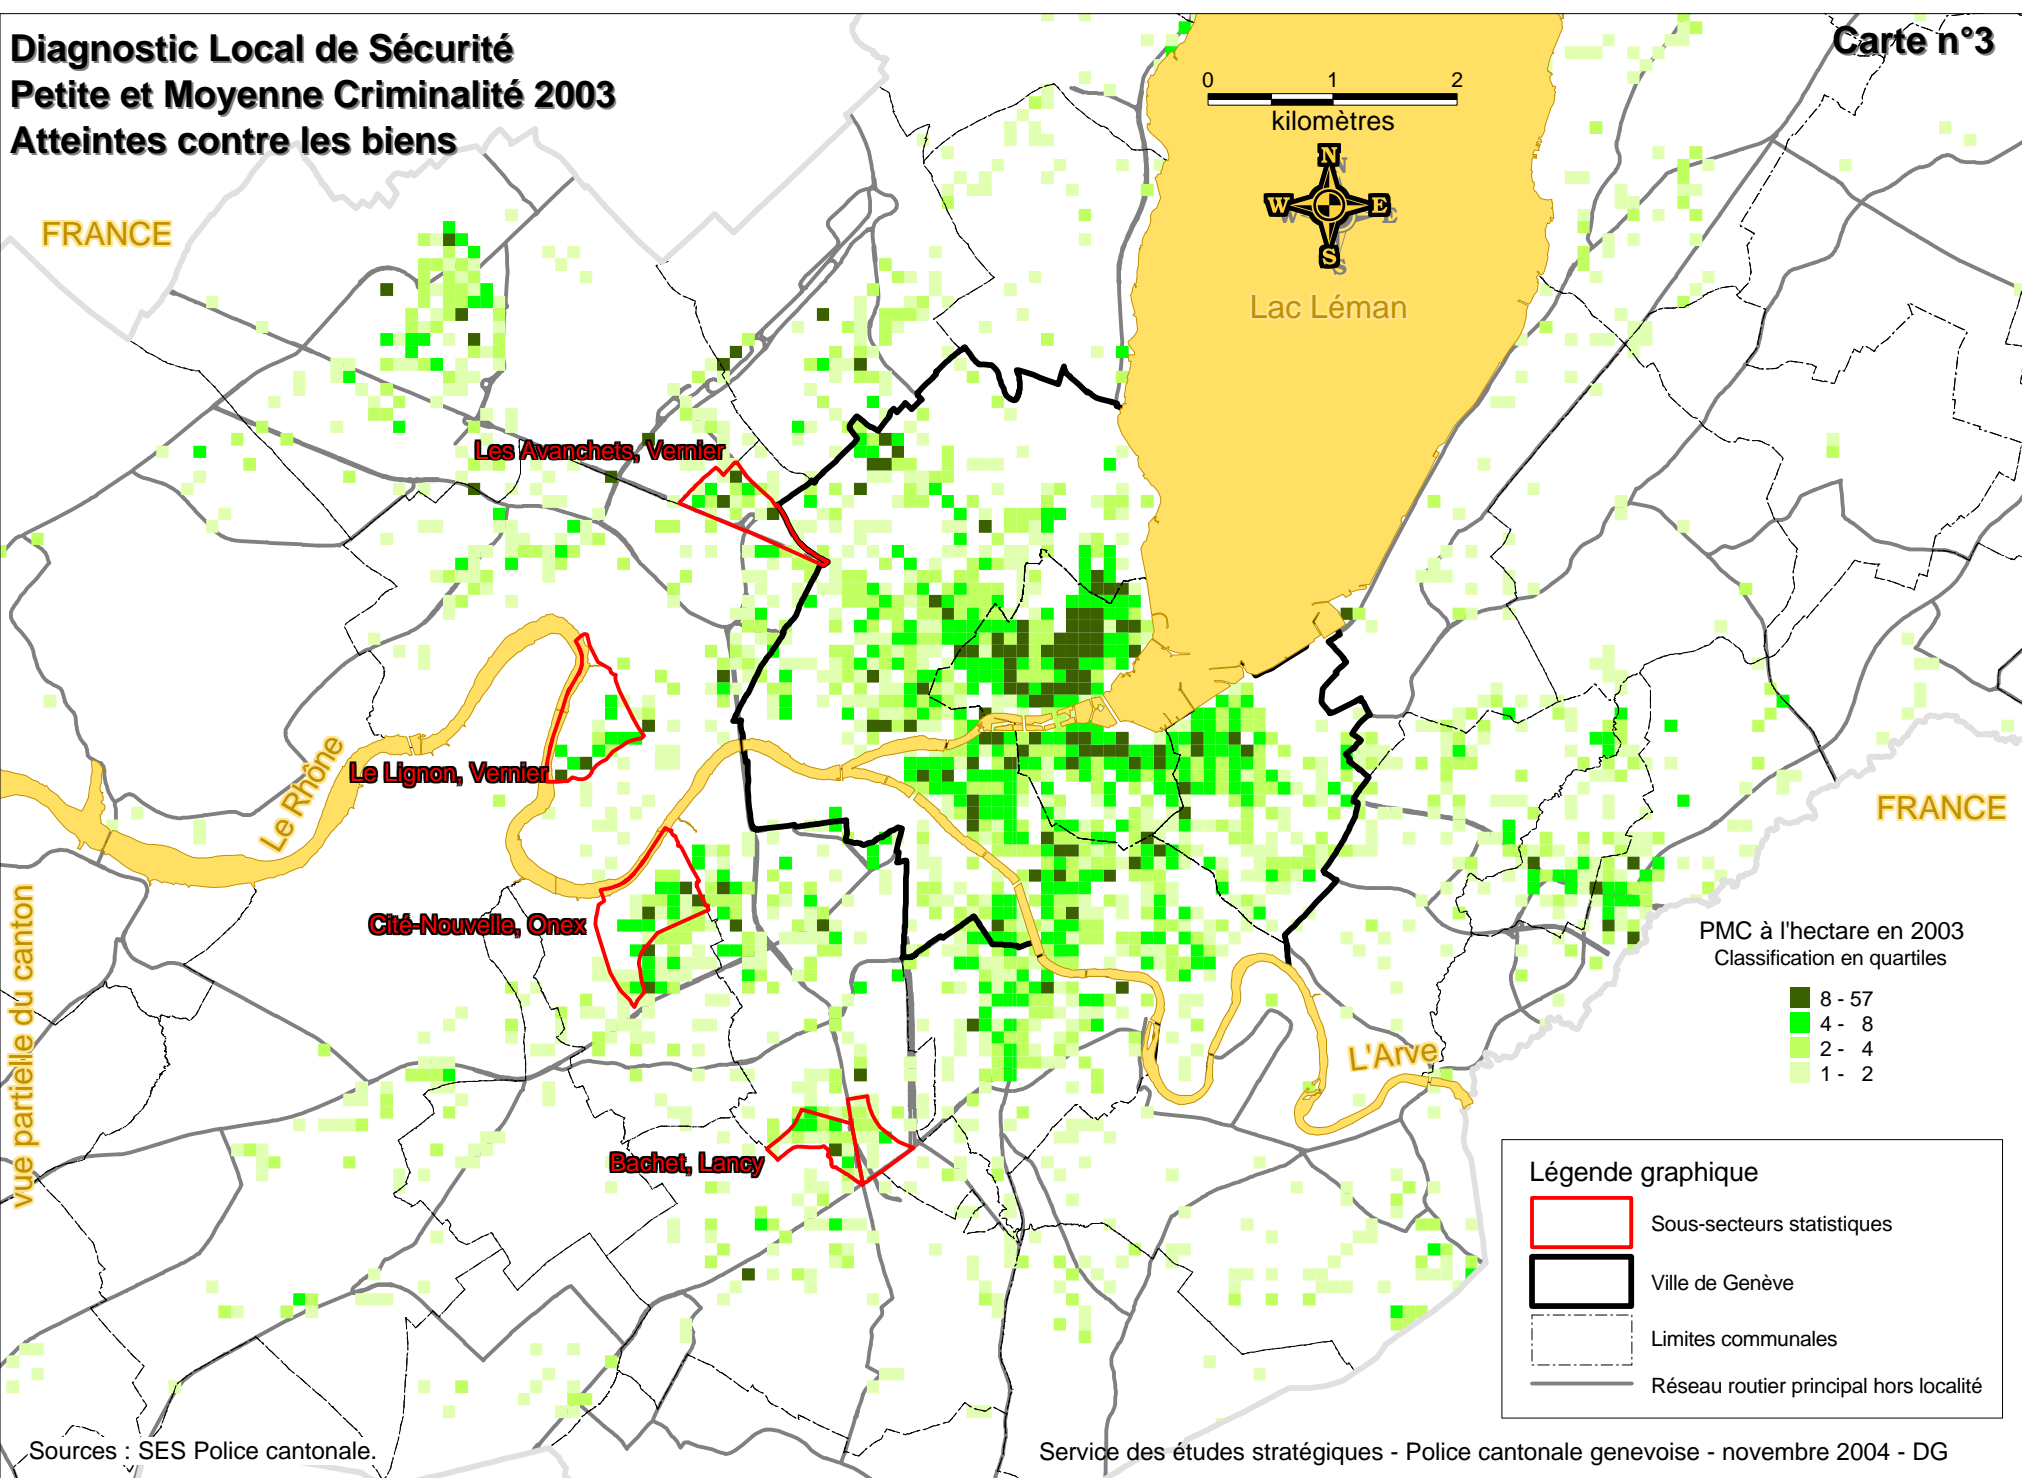 Diagnostic Local de Sécurité
Petite et Moyenne Criminalité 2003
Atteintes contre les biens
Carte n°3
0 1 2
kilomètres
N
W E
S
FRANCE
Lac Léman
Les Avanchets, Vernier
Le Rhône
Le Lignon, Vernier
FRANCE
vue partielle du canton
Cité-Nouvelle, Onex
PMC à l'hectare en 2003
Classification en quartiles
8 - 57
4 - 8
2 - 4
1 - 2
L'Arve
Bachet, Lancy
Légende graphique
Sous-secteurs statistiques
Ville de Genève
Limites communales
Réseau routier principal hors localité
Sources : SES Police cantonale.
Service des études stratégiques - Police cantonale genevoise - novembre 2004 - DG